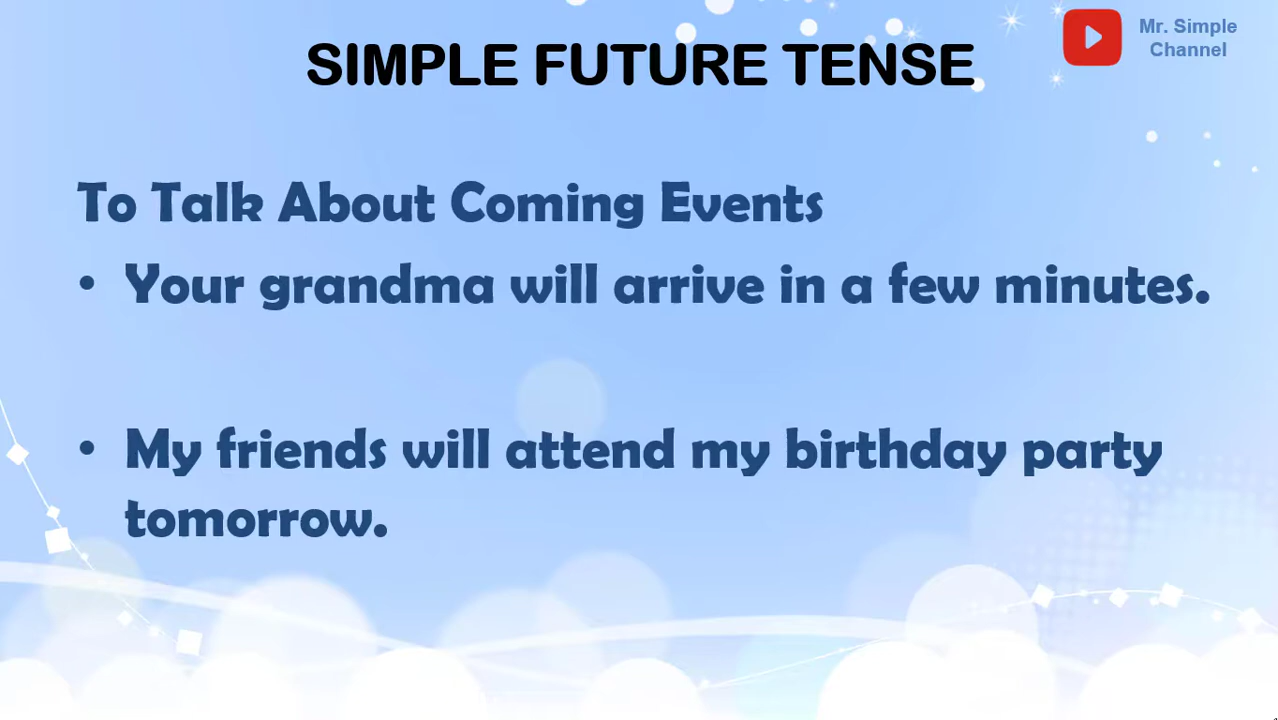 Mr. Simple
Channel
SIMPLE FUTURE TENSE
To Talk About Coming Events
• Your grandma will arrive in a few minutes.
• My friends will attend my birthday party
tomorrow.